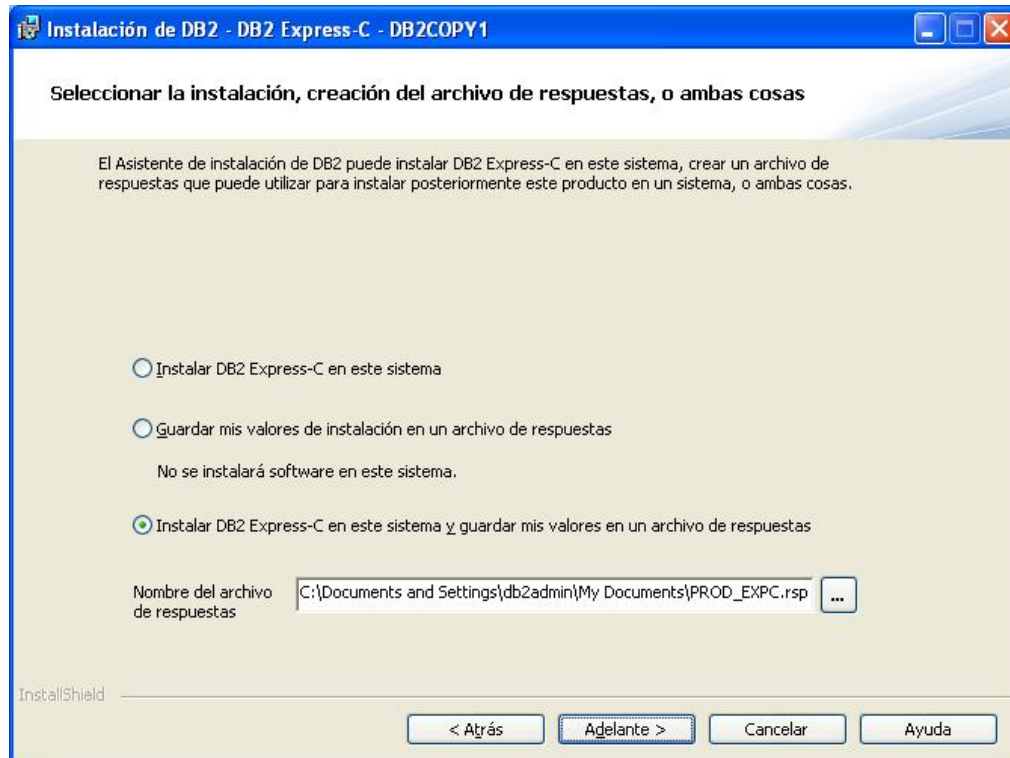 Instalación de DB2 - DB2 Express-C - DB2COPY1
Seleccionar la instalación, creación del archivo de respuestas, o ambas cosas
El Asistente de instalación de DB2 puede instalar DB2 Express-C en este sistema, crear un archivo de
respuestas que puede utilizar para instalar posteriormente este producto en un sistema, o ambas cosas.
Instalar DB2 Express-C en este sistema
Guardar mis valores de instalación en un archivo de respuestas
No se instalará software en este sistema.
Instalar DB2 Express-C en este sistema y guardar mis valores en un archivo de respuestas
Nombre del archivo
de respuestas
C:\Documents and Settings\db2admin\My Documents\PROD_EXPC.rsp
...
InstallShield
< Atrás
Adelante >
Cancelar
Ayuda